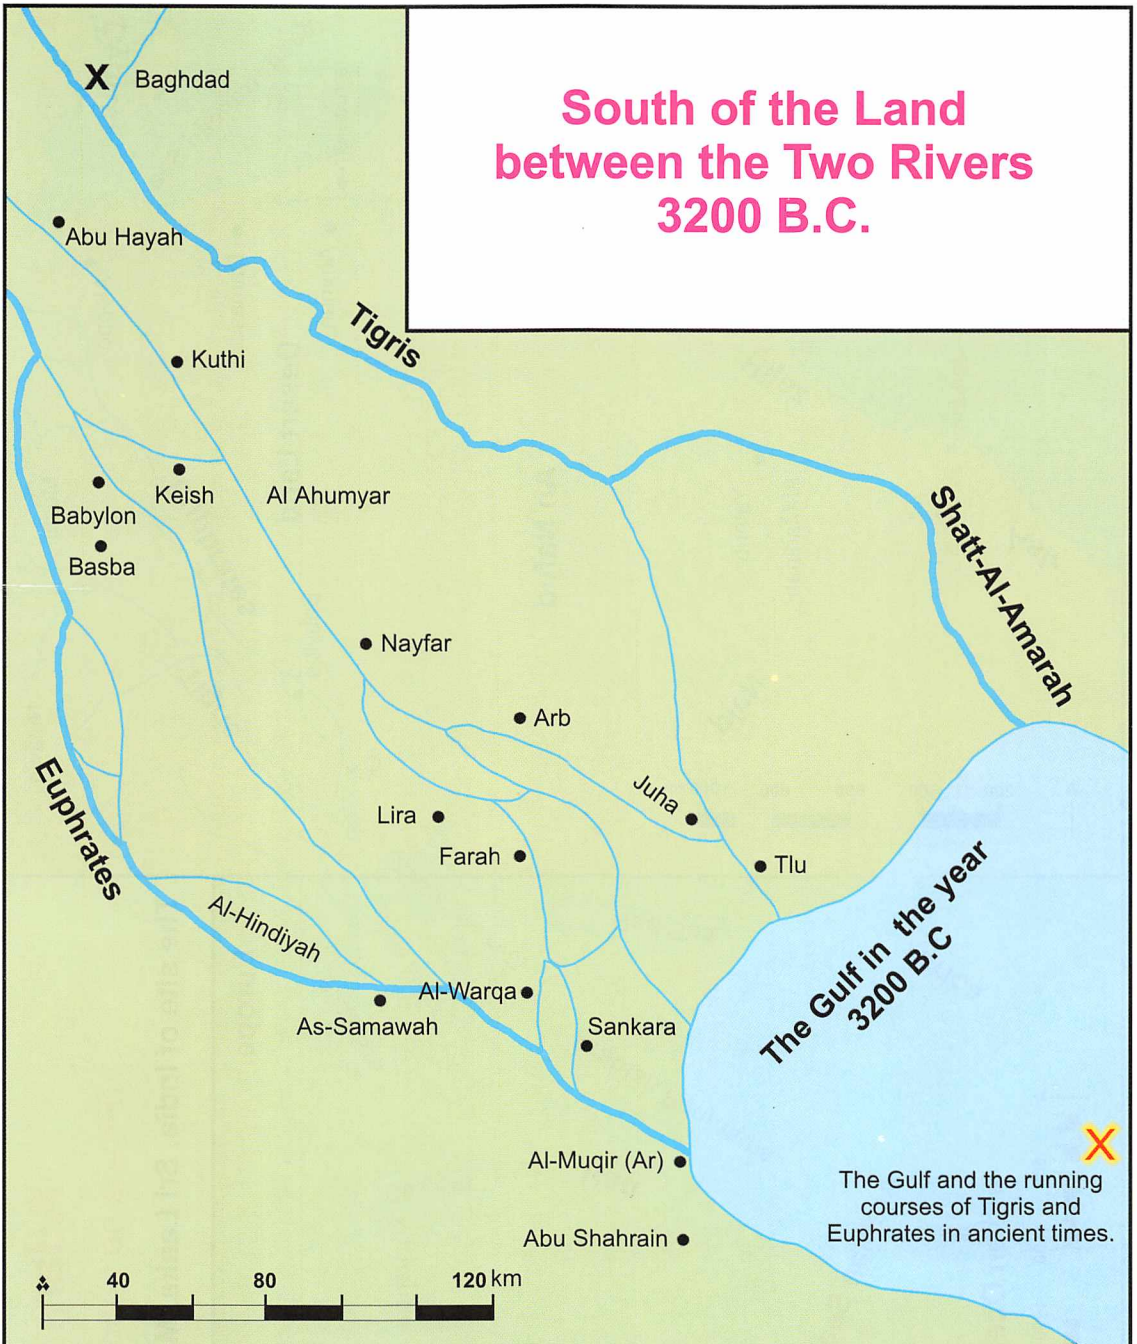 South of the Land
between the Two Rivers
3200 B.C.
X Baghdad
Abu Hayah
Tigris
Kuthi
Keish
Al Ahumyar
Babylon
Basba
Shatt-Al-Amarah
Nayfar
Arb
Euphrates
Juha
Lira
Farah
Tlu
Al-Hindiyah
The Gulf in the year
3200 B.C
Al-Warqa
As-Samawah
Sankara
Al-Muqir (Ar)
X
The Gulf and the running
courses of Tigris and
Euphrates in ancient times.
Abu Shahrain
40 80 120 km